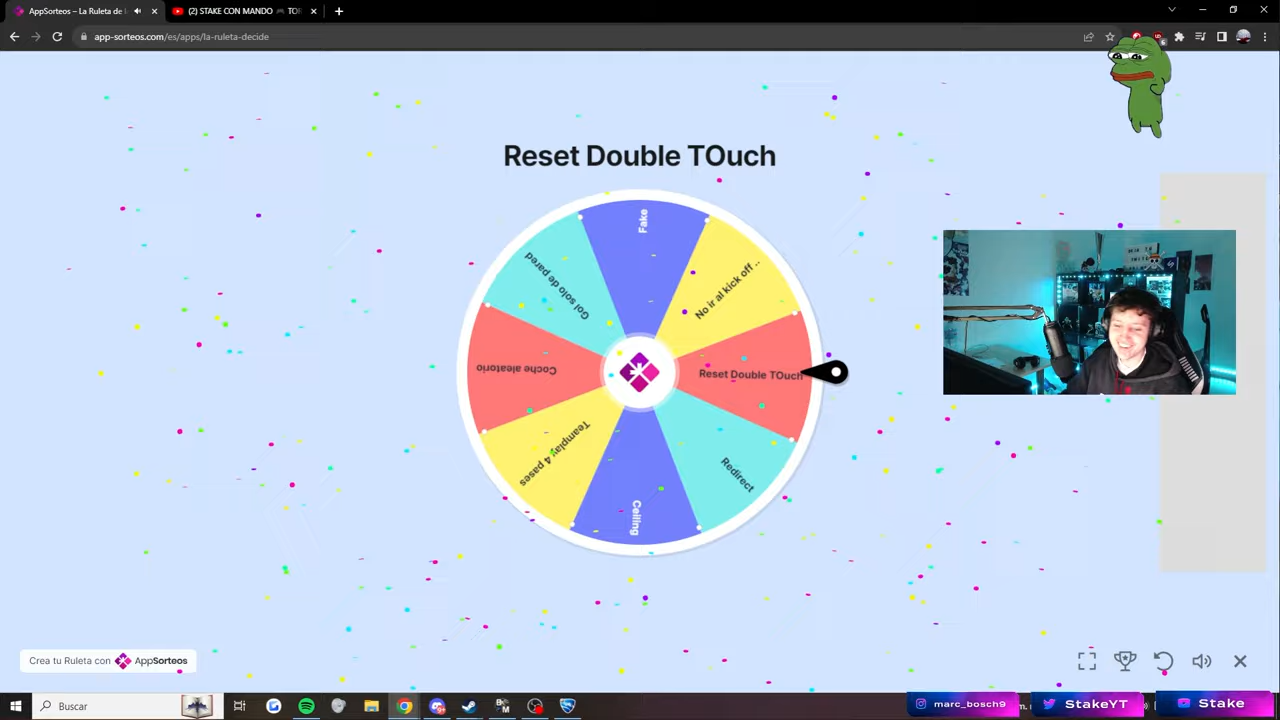 AppSorteos – La Ruleta de l
(2) STAKE CON MANDO 🎮 TOR
app-sorteos.com/es/apps/la-ruleta-decide
Reset Double TOuch
Fake
No ir al kick off ..
Gol solo de pared
Coche aleatorio
Reset Double TOuch
Teamplay 4 pases
Redirect
Ceiling
Crea tu Ruleta con AppSorteos
Buscar
marc_bosch9
StakeYT
Stake